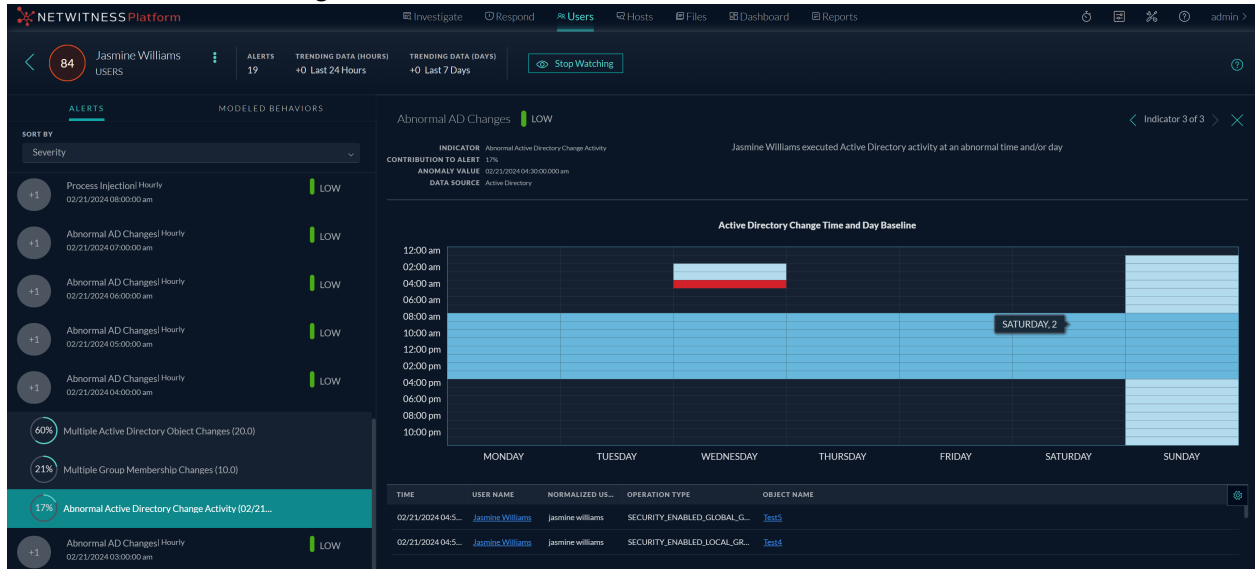 NETWITNESS Platform
Investigate Respond Users Hosts Files Dashboard Reports
admin >
84
Jasmine Williams
USERS
ALERTS
19
TRENDING DATA (HOURS)
+0 Last 24 Hours
TRENDING DATA (DAYS)
+0 Last 7 Days
Stop Watching
ALERTS MODELED BEHAVIORS
SORT BY
Severity
+1 Process Injection| Hourly LOW
02/21/2024 08:00:00 am
+1 Abnormal AD Changes| Hourly LOW
02/21/2024 07:00:00 am
+1 Abnormal AD Changes| Hourly LOW
02/21/2024 06:00:00 am
+1 Abnormal AD Changes| Hourly LOW
02/21/2024 05:00:00 am
+1 Abnormal AD Changes| Hourly LOW
02/21/2024 04:00:00 am
60% Multiple Active Directory Object Changes (20.0)
21% Multiple Group Membership Changes (10.0)
17% Abnormal Active Directory Change Activity (02/21...
+1 Abnormal AD Changes| Hourly LOW
02/21/2024 03:00:00 am
Abnormal AD Changes LOW
Indicator 3 of 3
INDICATOR Abnormal Active Directory Change Activity
CONTRIBUTION TO ALERT 17%
ANOMALY VALUE 02/21/2024 04:30:00.000 am
DATA SOURCE Active Directory
Jasmine Williams executed Active Directory activity at an abnormal time and/or day
Active Directory Change Time and Day Baseline
12:00 am
02:00 am
04:00 am
06:00 am
08:00 am
10:00 am
12:00 pm
02:00 pm
04:00 pm
06:00 pm
08:00 pm
10:00 pm
SATURDAY, 2
MONDAY TUESDAY WEDNESDAY THURSDAY FRIDAY SATURDAY SUNDAY
TIME USER NAME NORMALIZED US... OPERATION TYPE OBJECT NAME
02/21/2024 04:5... Jasmine Williams jasmine williams SECURITY_ENABLED_GLOBAL_G... Test5
02/21/2024 04:5... Jasmine Williams jasmine williams SECURITY_ENABLED_LOCAL_GR... Test4